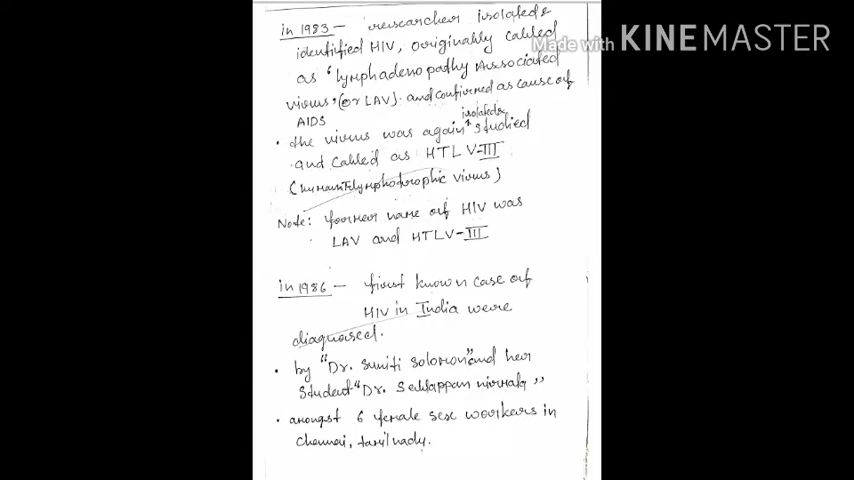 in 1983 - researcher isolated &
identified HIV, originally called
Made with KINEMASTER
as "lymphadenopathy Associated
virus" (or LAV). and confirmed as cause of
AIDS
isolated &
• the virus was again ^ studied
and called as HTLV-III
(human T lymphotrophic virus)
Note: former name of HIV was
LAV and HTLV-III
in 1986 - first known case of
HIV in India were
diagnosed.
• by "Dr. Suniti Solomon" and her
student "Dr. Sellappan nirmala"
• amongst 6 female sex workers in
Chennai, tamil nadu.